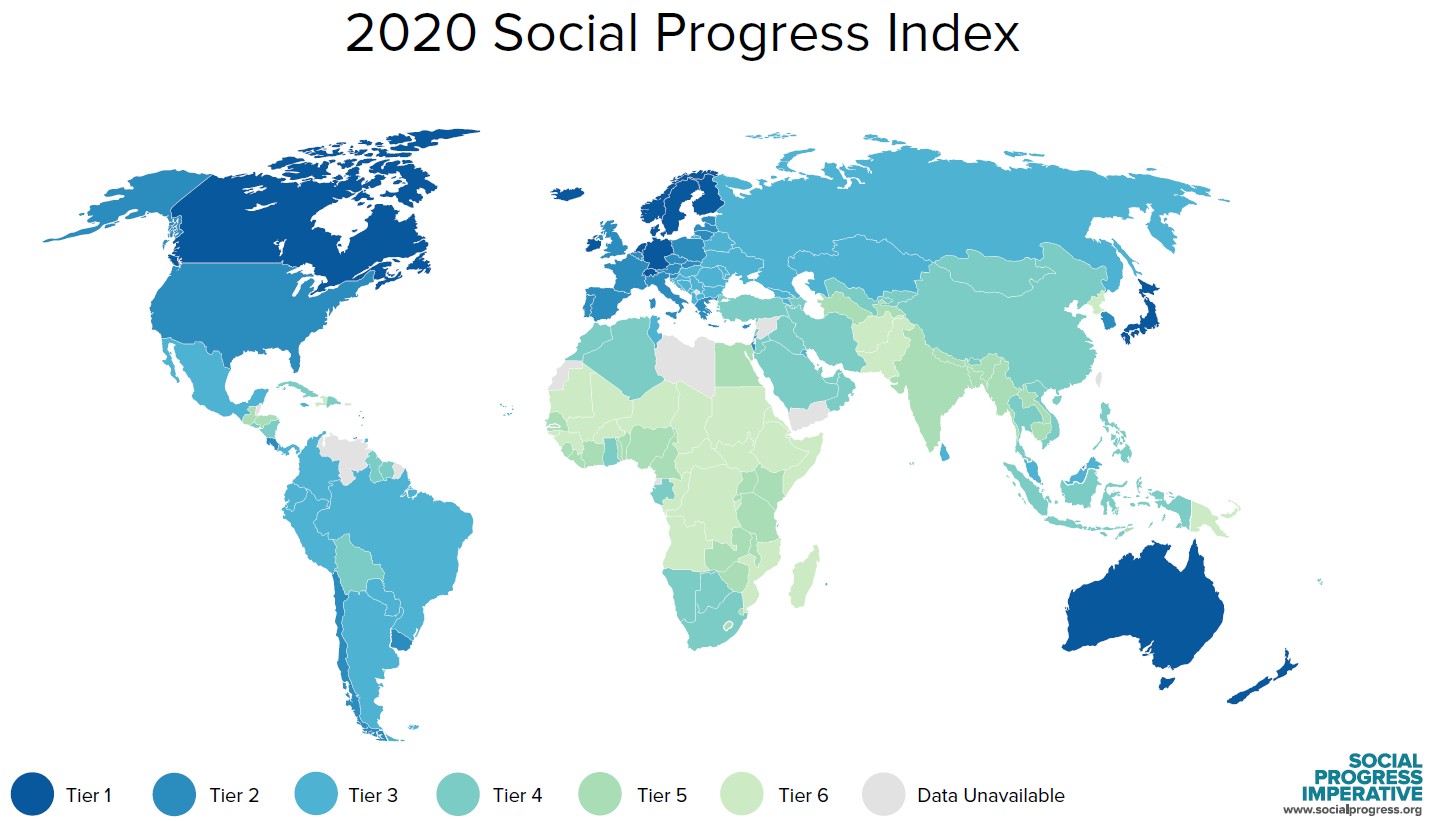 2020 Social Progress Index
Tier 1
Tier 2
Tier 3
Tier 4
Tier 5
Tier 6
Data Unavailable
SOCIAL
PROGRESS
IMPERATIVE
www.socialprogress.org